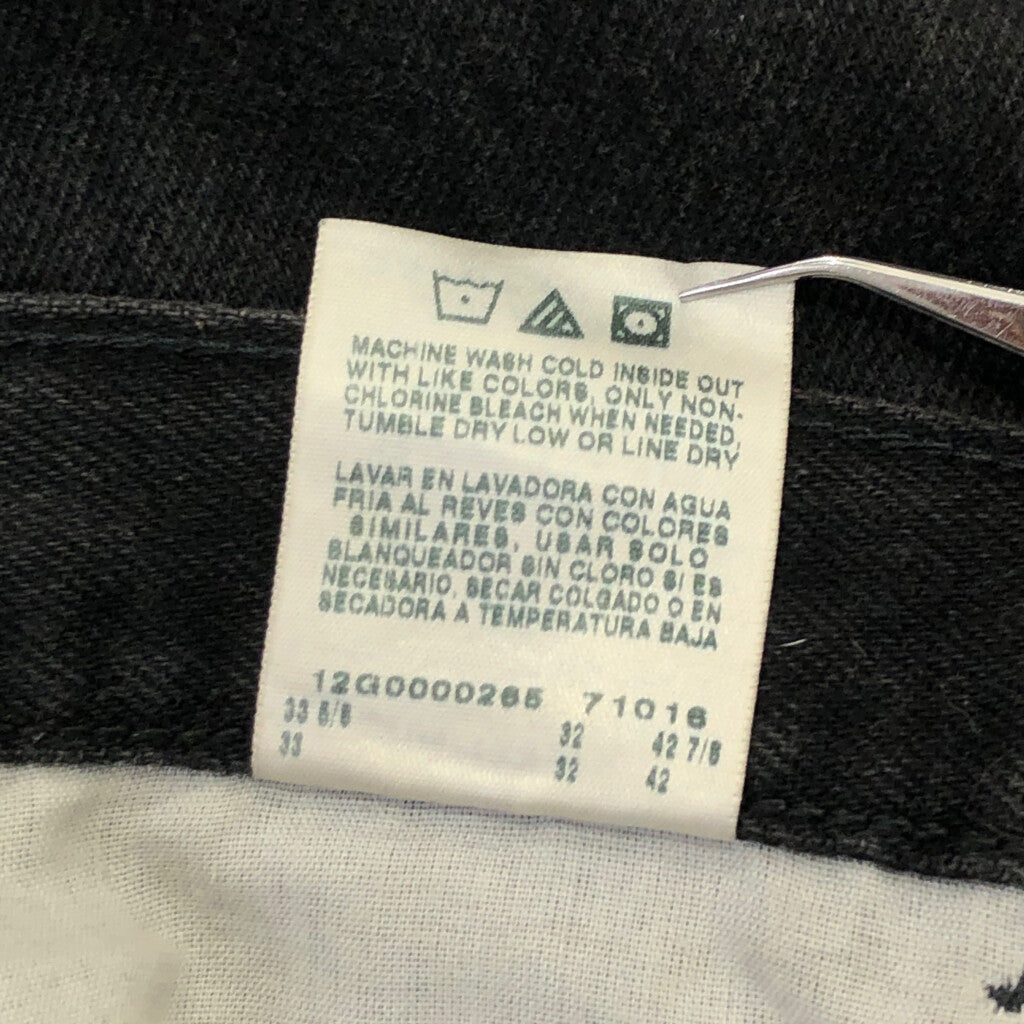 MACHINE WASH COLD INSIDE OUT
WITH LIKE COLORS, ONLY NON-
CHLORINE BLEACH WHEN NEEDED,
TUMBLE DRY LOW OR LINE DRY
LAVAR EN LAVADORA CON AGUA
FRIA AL REVES CON COLORES
SIMILARES, USAR SOLO
BLANQUEADOR SIN CLORO SI ES
NECESARIO, SECAR COLGADO O EN
SECADORA A TEMPERATURA BAJA
12G0000265 71016
33 5/8 32 42 7/8
33 32 42